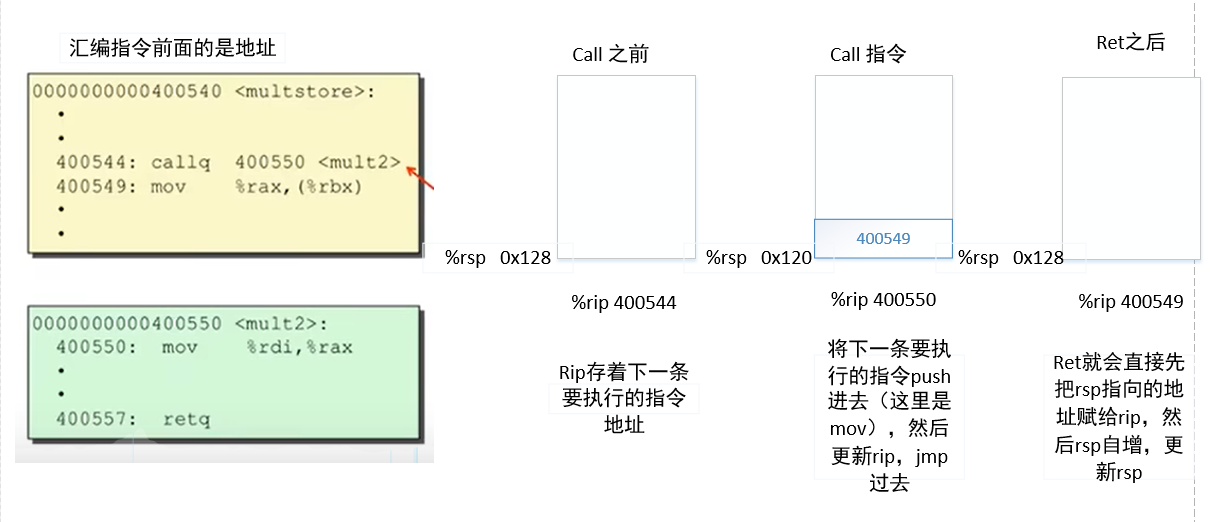 汇编指令前面的是地址
0000000000400540 <multstore>:
•
•
400544: callq 400550 <mult2>
400549: mov %rax,(%rbx)
•
•
0000000000400550 <mult2>:
400550: mov %rdi,%rax
•
•
400557: retq
Call 之前
%rsp 0x128
%rip 400544
Rip存着下一条
要执行的指令
地址
Call 指令
400549
%rsp 0x120
%rip 400550
将下一条要执
行的指令push
进去（这里是
mov），然后
更新rip，jmp
过去
Ret之后
%rsp 0x128
%rip 400549
Ret就会直接先
把rsp指向的地
址赋给rip，然
后rsp自增，更
新rsp